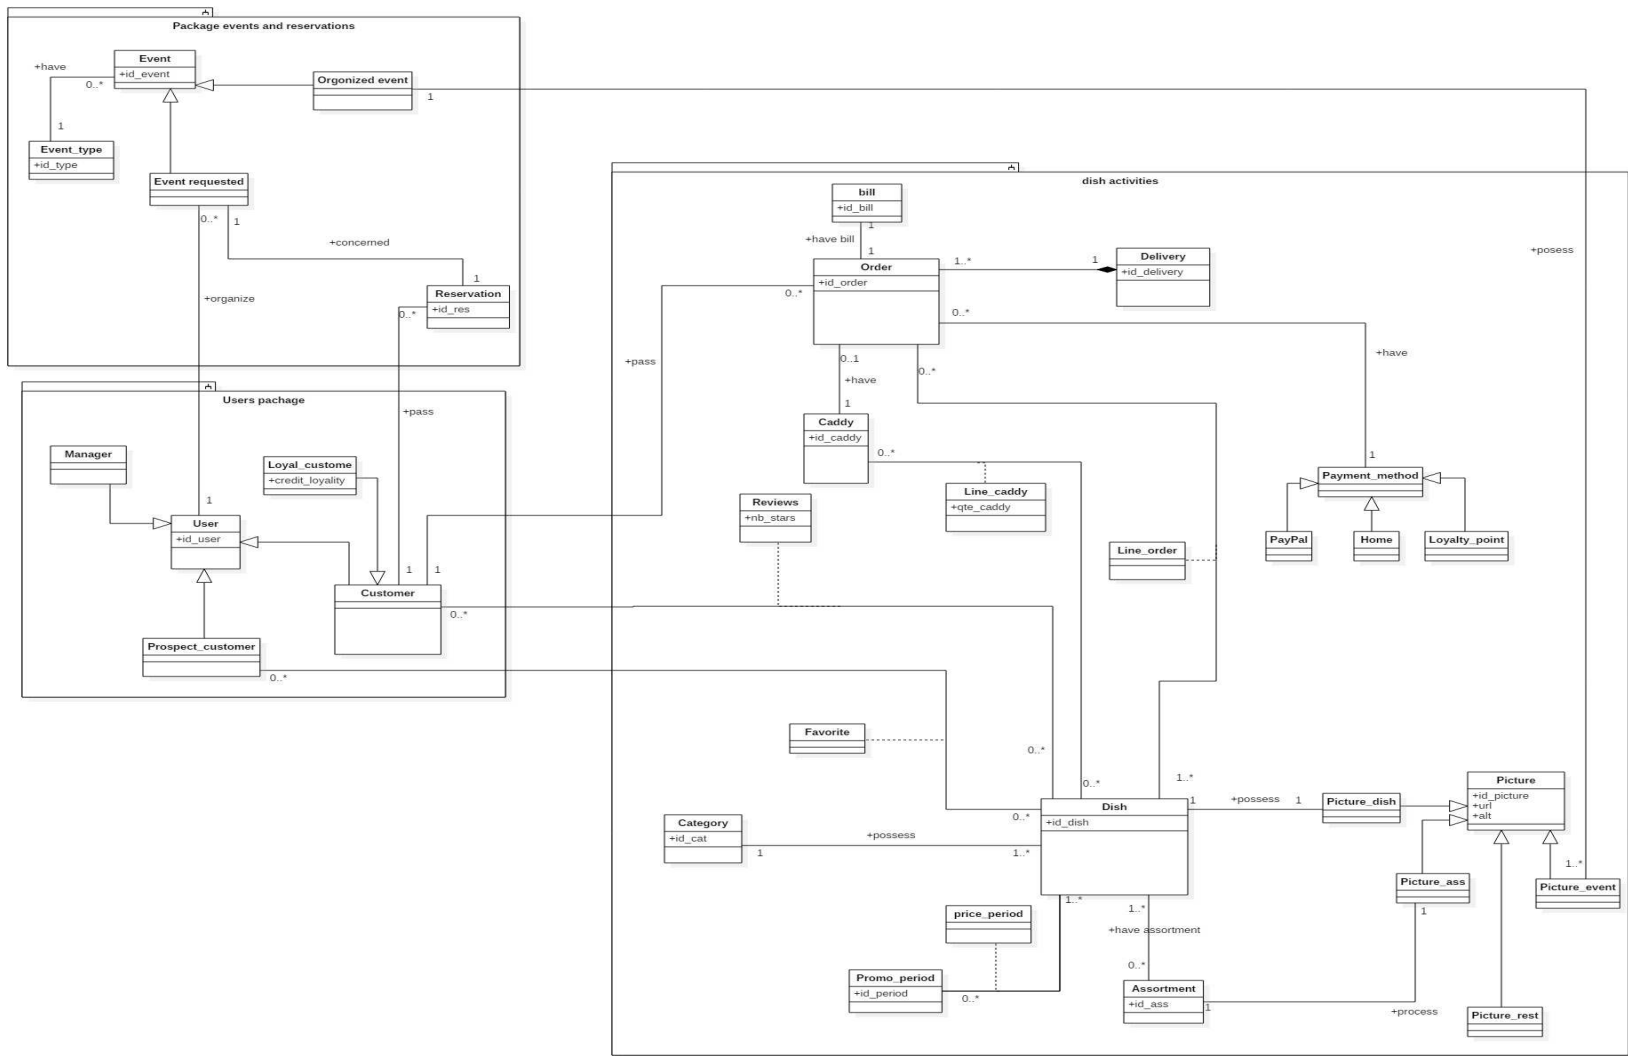 Package events and reservations
Event
+id_event
+have
0..*
1
Orgonized event
1
Event_type
+id_type
Event requested
0..*
1
+concerned
1
Reservation
+id_res
0..*
+organize
+posess
dish activities
bill
+id_bill
1
+have bill
1
Order
+id_order
1..*
1
Delivery
+id_delivery
0..*
0..*
+pass
+have
0..1
0..*
+have
1
Caddy
+id_caddy
0..*
Users pachage
+pass
Manager
Loyal_custome
+credit_loyality
1
User
+id_user
1
1
Customer
0..*
Prospect_customer
0..*
Reviews
+nb_stars
Line_caddy
+qte_caddy
Line_order
1
Payment_method
PayPal
Home
Loyalty_point
Favorite
0..*
0..*
1..*
Dish
+id_dish
0..*
1
+possess
1
Picture_dish
Picture
+id_picture
+url
+alt
Category
+id_cat
1
+possess
1..*
1..*
Picture_ass
1
Picture_event
1..*
1..*
+have assortment
0..*
price_period
Promo_period
+id_period
0..*
Assortment
+id_ass
1
+process
Picture_rest